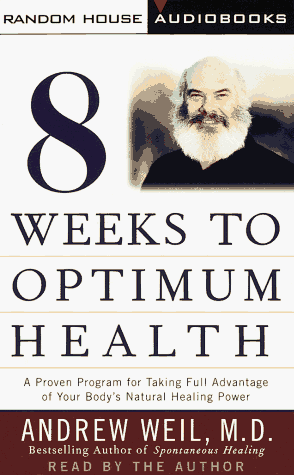 RANDOM HOUSE AUDIOBOOKS
8
WEEKS TO
OPTIMUM
HEALTH
A Proven Program for Taking Full Advantage
of Your Body's Natural Healing Power
ANDREW WEIL, M.D.
Bestselling Author of Spontaneous Healing
READ BY THE AUTHOR